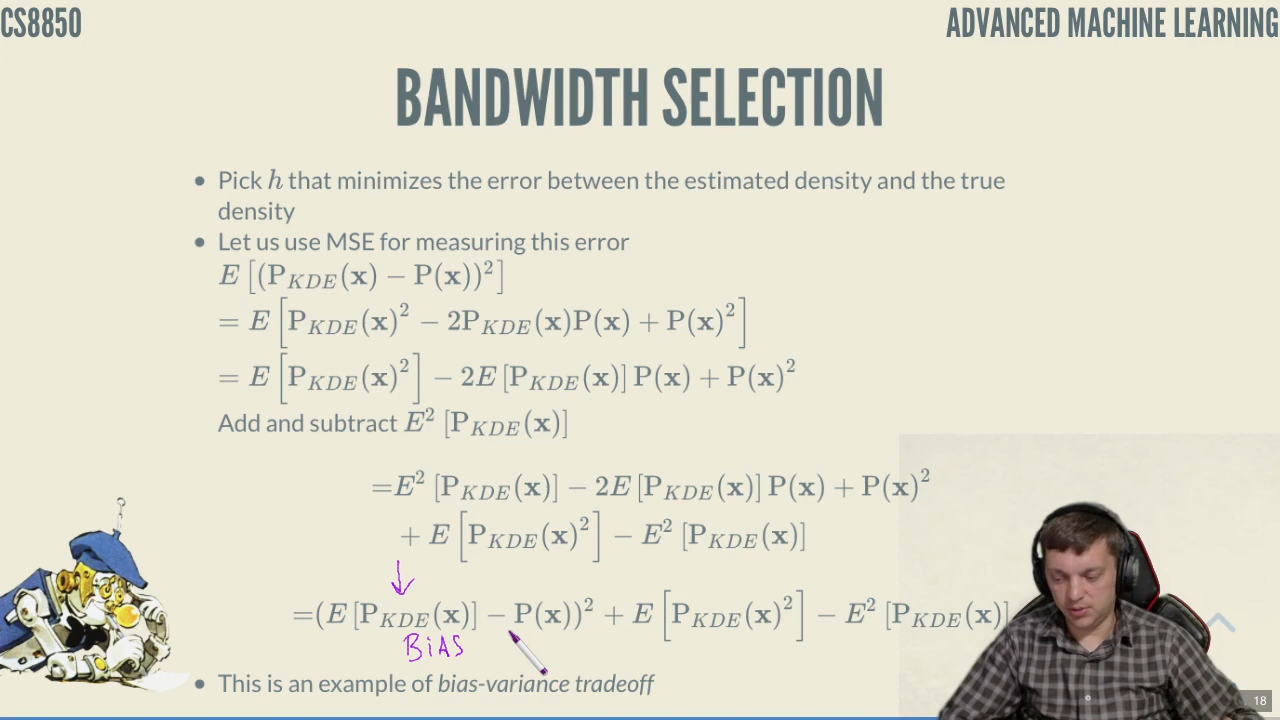 CS8850
ADVANCED MACHINE LEARNING
BANDWIDTH SELECTION
• Pick h that minimizes the error between the estimated density and the true
density
• Let us use MSE for measuring this error
E [(P_KDE(x) − P(x))²]
= E [P_KDE(x)² − 2P_KDE(x)P(x) + P(x)²]
= E [P_KDE(x)²] − 2E [P_KDE(x)] P(x) + P(x)²
Add and subtract E² [P_KDE(x)]
=E² [P_KDE(x)] − 2E [P_KDE(x)] P(x) + P(x)²
+ E [P_KDE(x)²] − E² [P_KDE(x)]
=(E [P_KDE(x)] − P(x))² + E [P_KDE(x)²] − E² [P_KDE(x)]
BiAS
• This is an example of bias-variance tradeoff
18